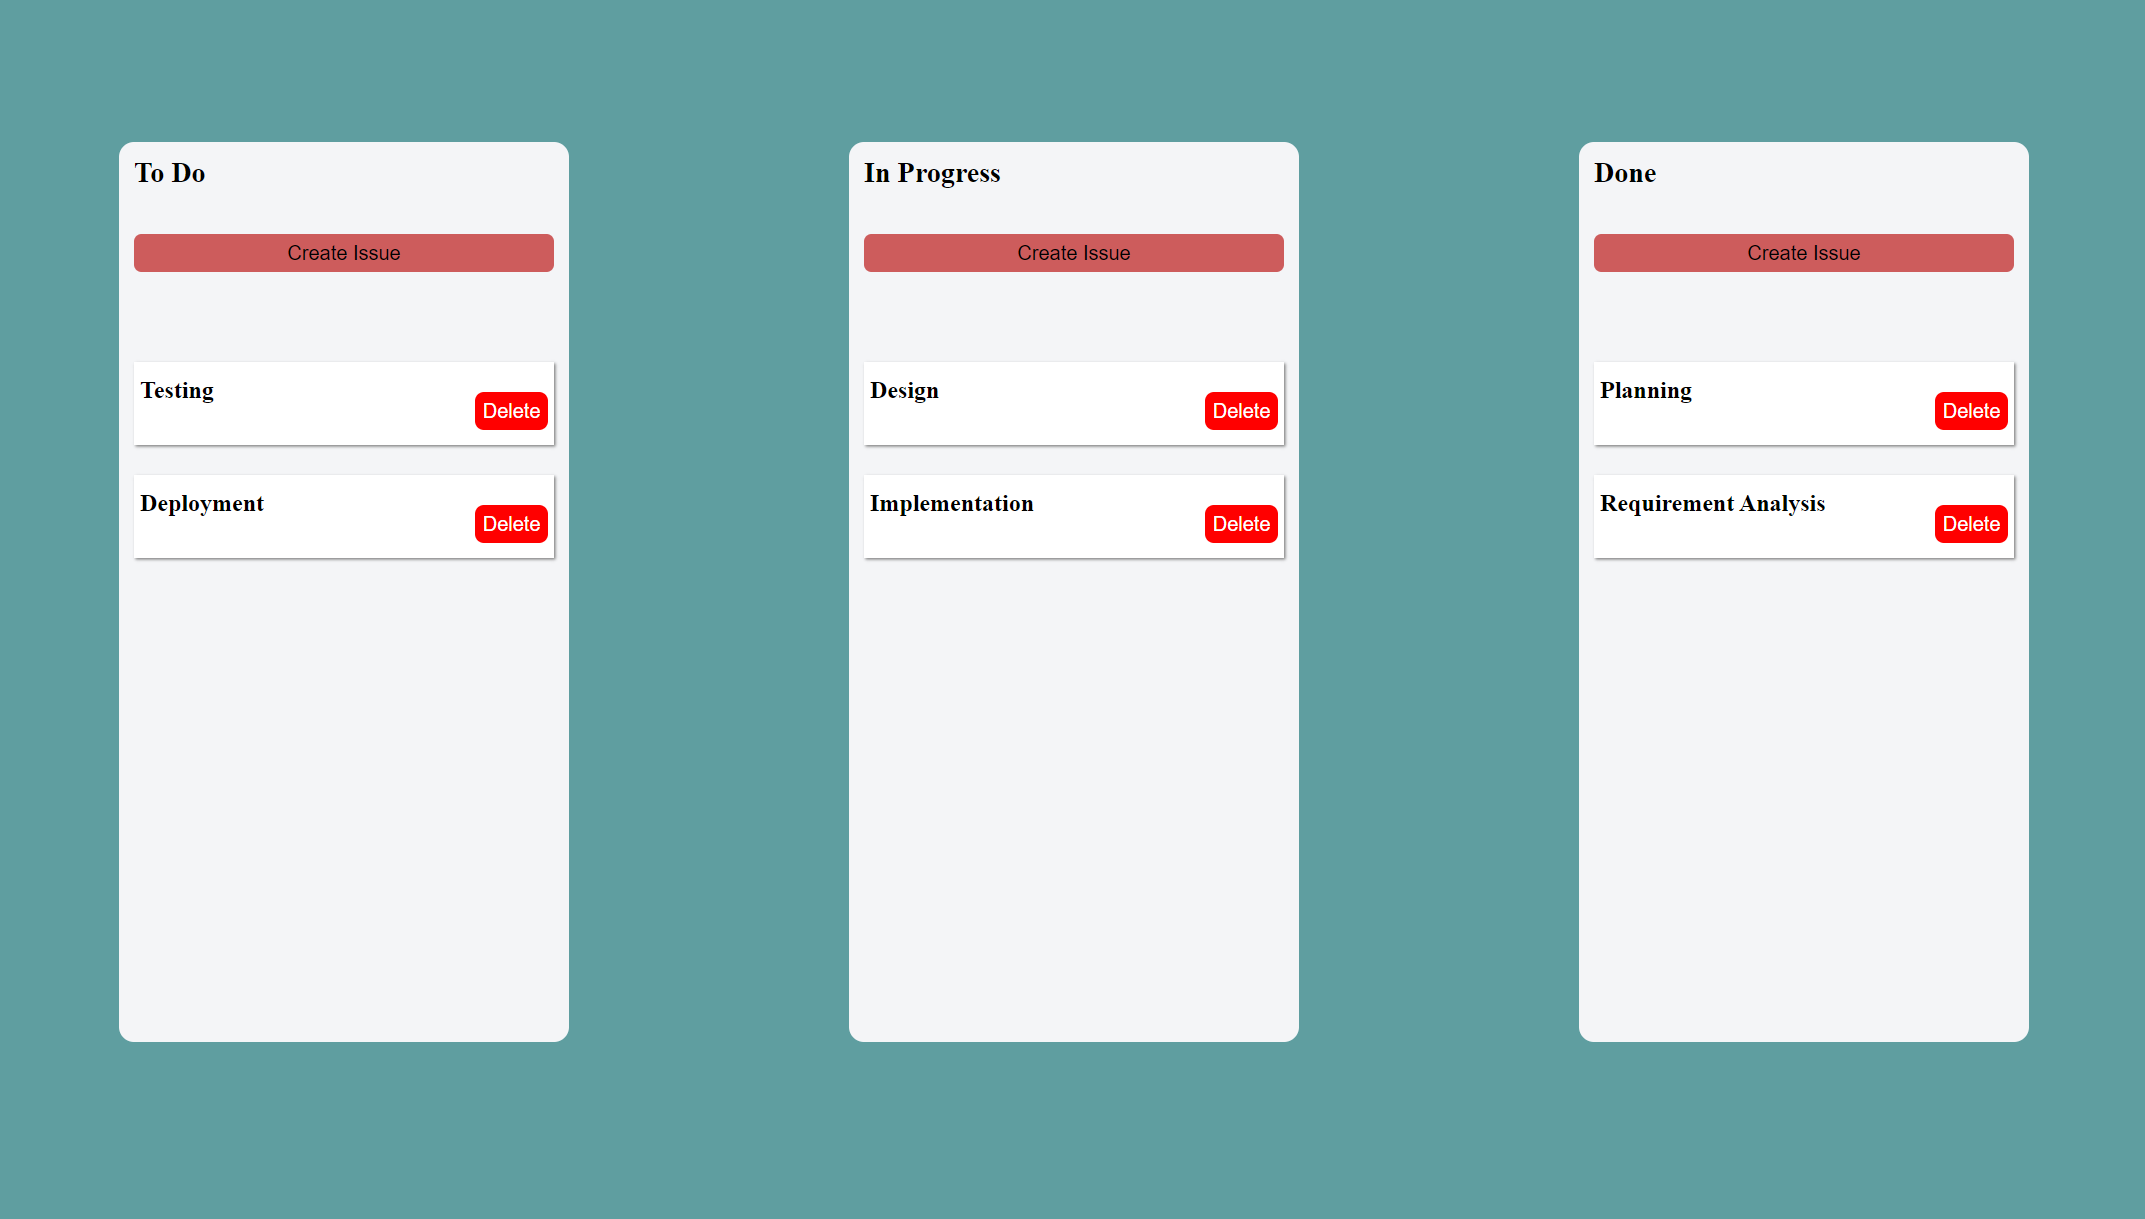 To Do
Create Issue
Testing
Delete
Deployment
Delete
In Progress
Create Issue
Design
Delete
Implementation
Delete
Done
Create Issue
Planning
Delete
Requirement Analysis
Delete